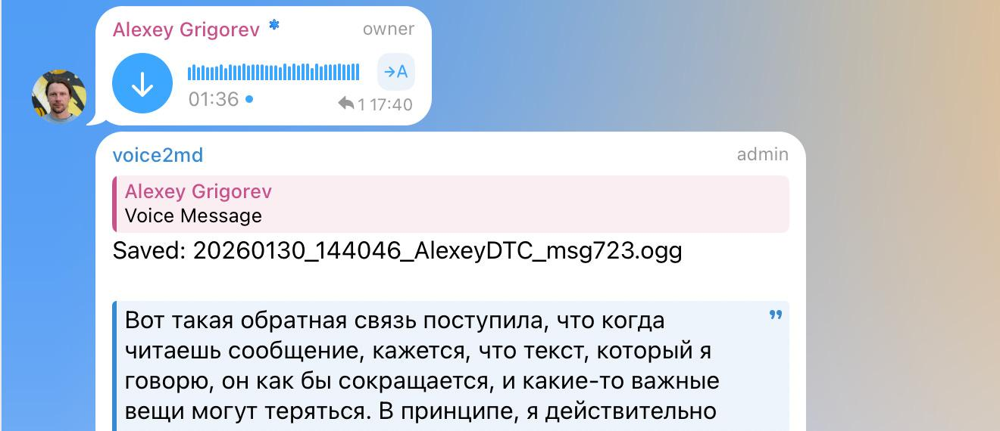 Alexey Grigorev owner
→A
01:36 1 17:40
voice2md admin
Alexey Grigorev
Voice Message
Saved: 20260130_144046_AlexeyDTC_msg723.ogg
Вот такая обратная связь поступила, что когда
читаешь сообщение, кажется, что текст, который я
говорю, он как бы сокращается, и какие-то важные
вещи могут теряться. В принципе, я действительно